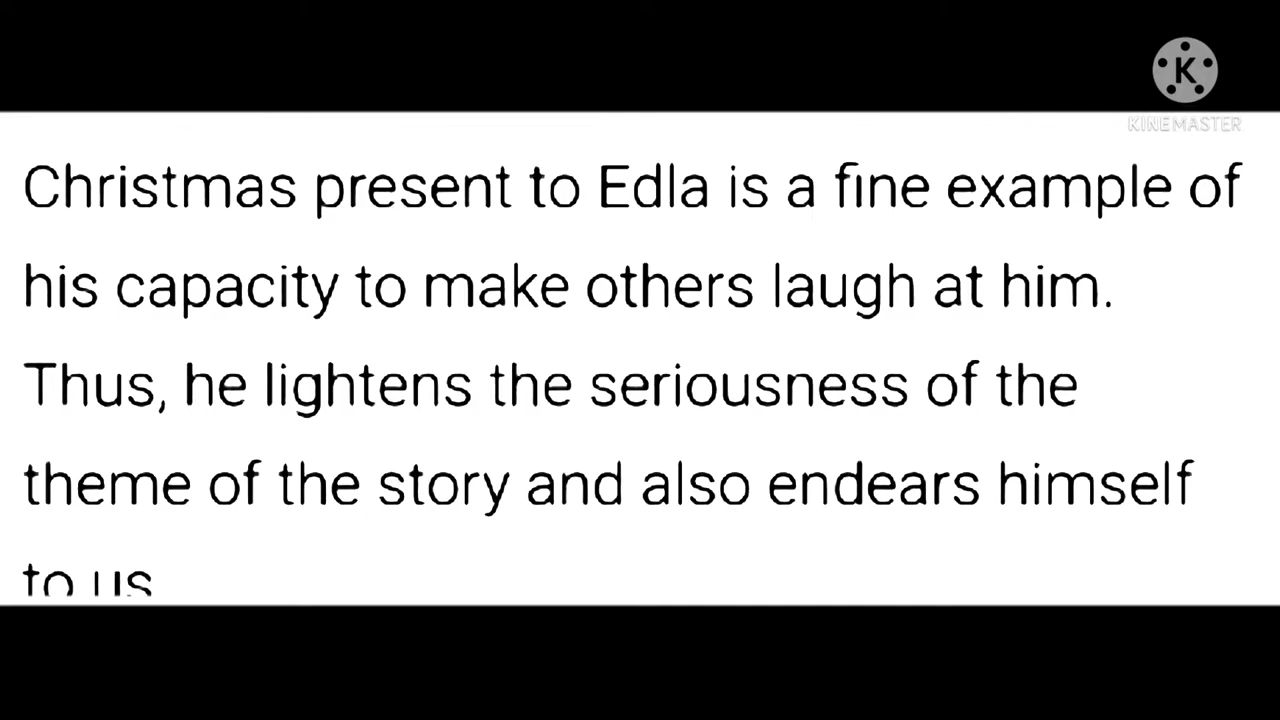 K
KINEMASTER
Christmas present to Edla is a fine example of
his capacity to make others laugh at him.
Thus, he lightens the seriousness of the
theme of the story and also endears himself
to us